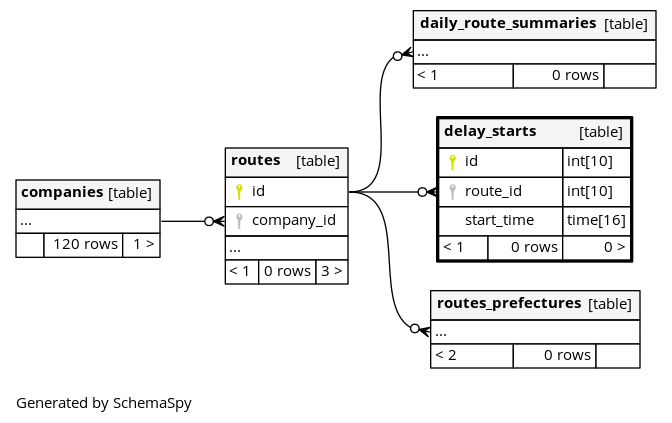 daily_route_summaries [table]
...
< 1 0 rows
delay_starts [table]
id int[10]
route_id int[10]
start_time time[16]
< 1 0 rows 0 >
routes [table]
id
company_id
...
< 1 0 rows 3 >
companies [table]
...
120 rows 1 >
routes_prefectures [table]
...
< 2 0 rows
Generated by SchemaSpy